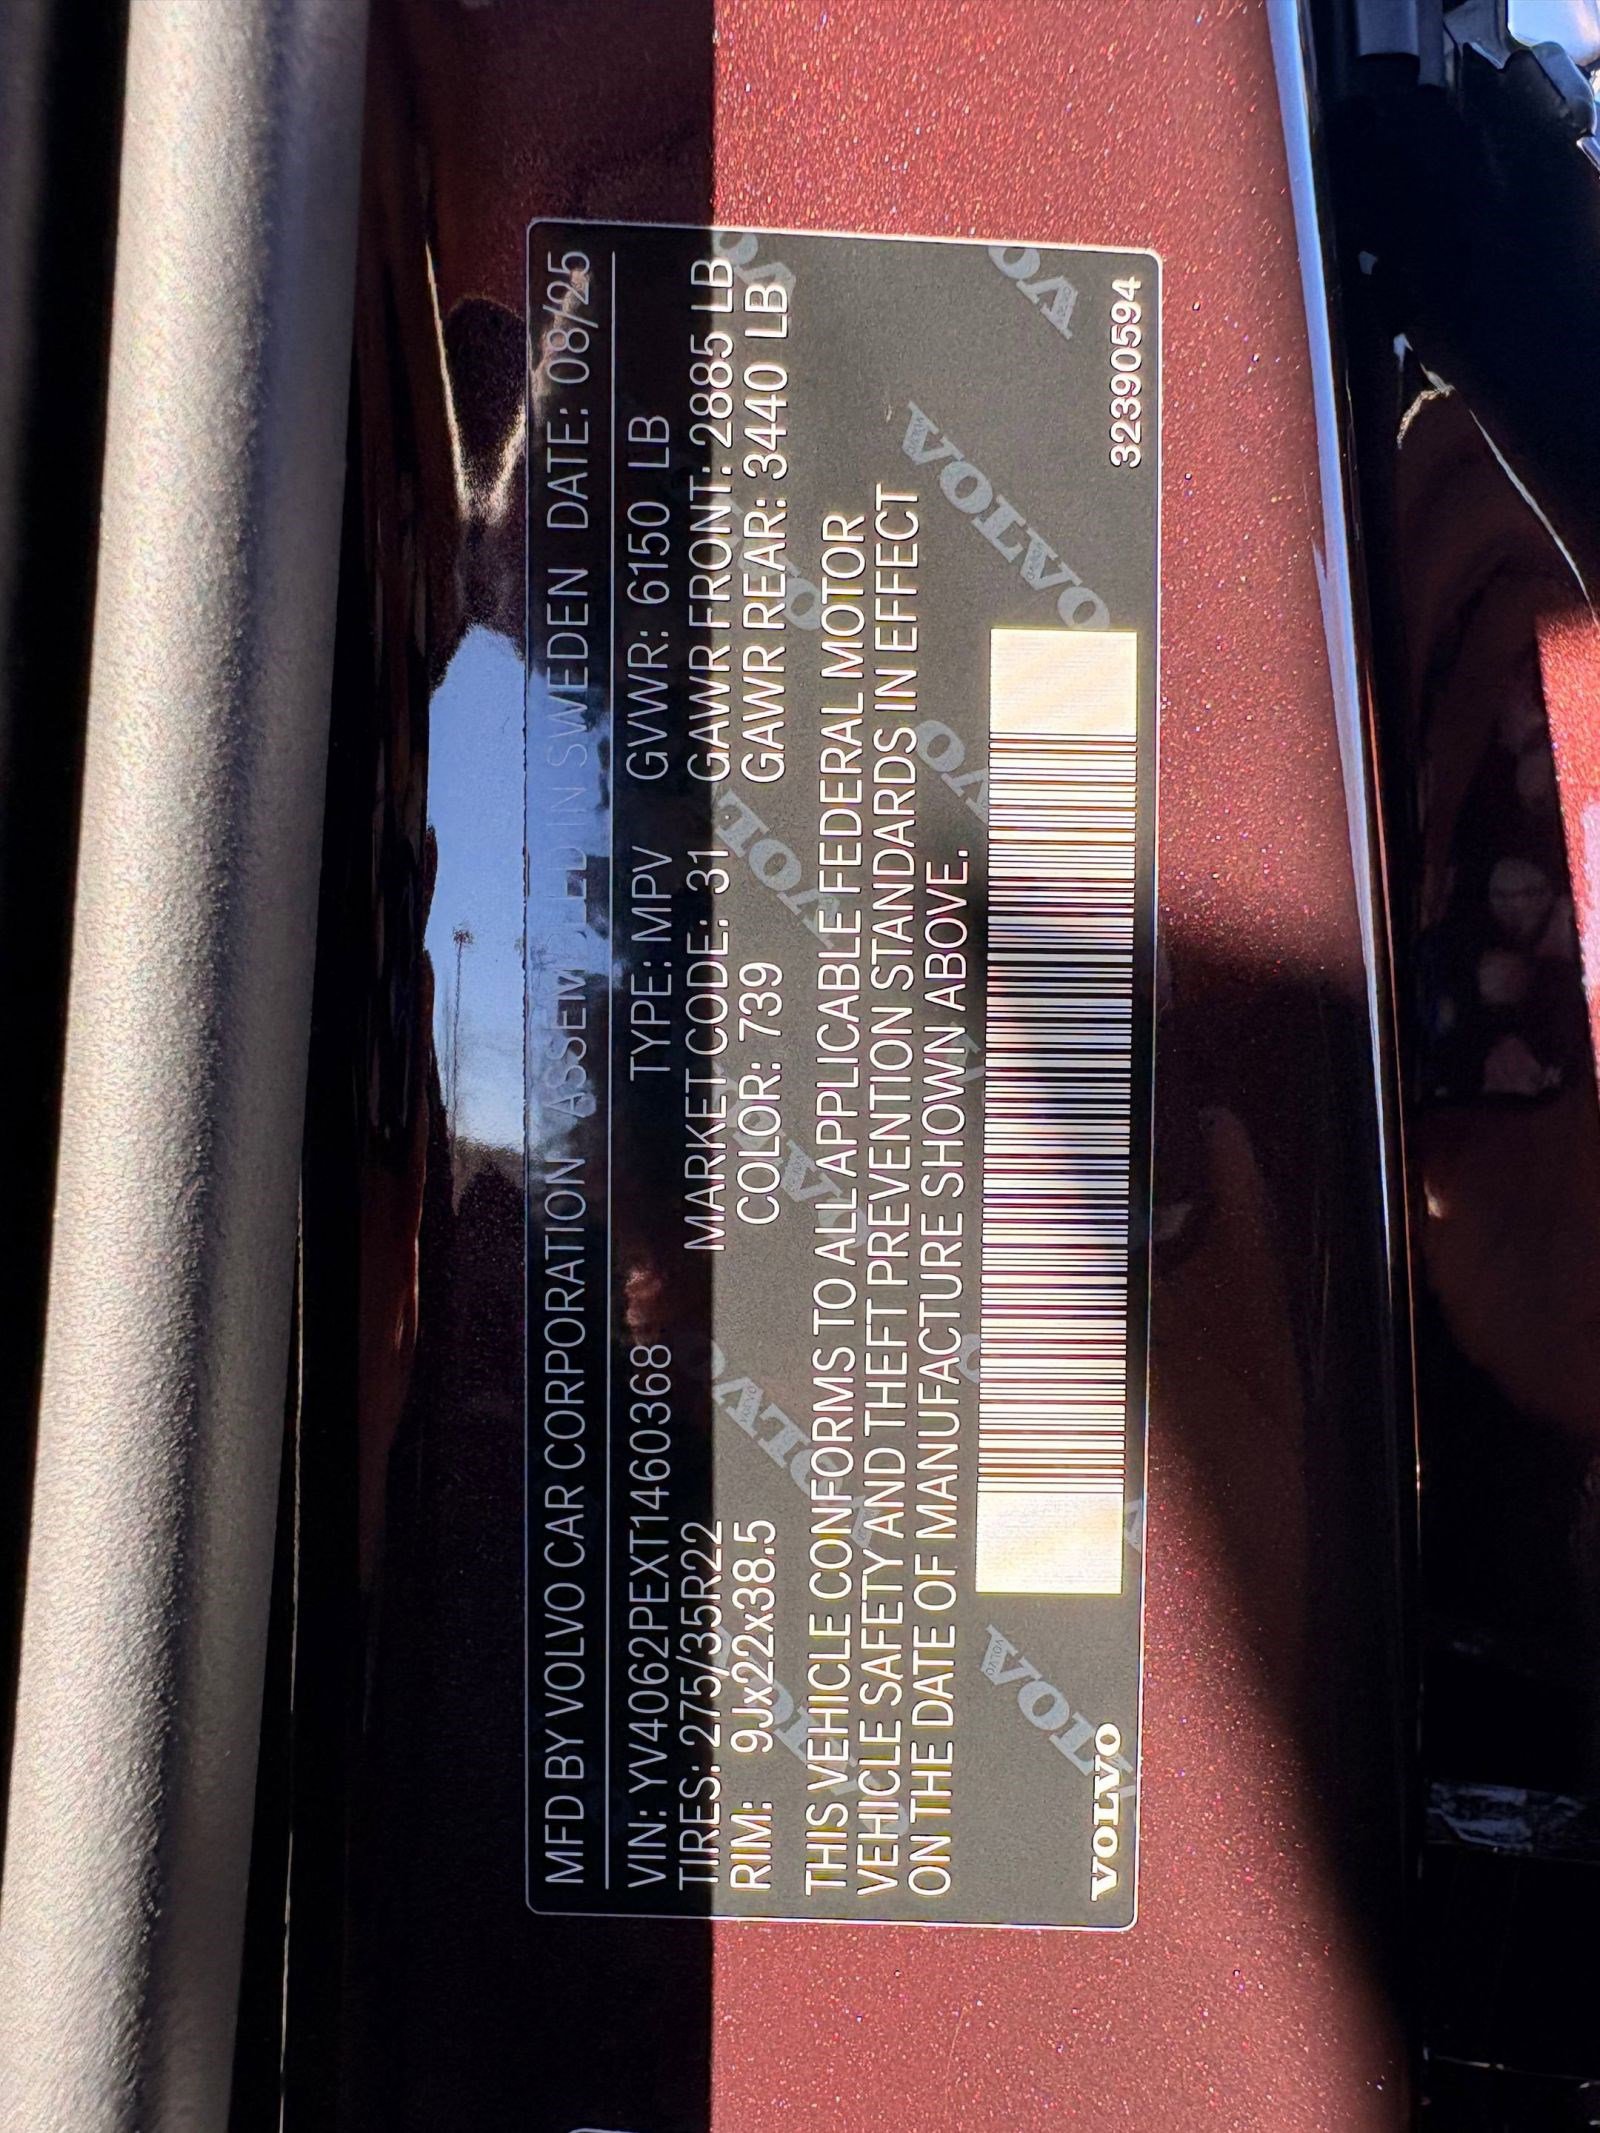 MFD BY VOLVO CAR CORPORATION ASSEMBLED IN SWEDEN DATE: 08/25
VIN: YV4062PEXT1460368 TYPE: MPV GVWR: 6150 LB
TIRES: 275/35R22 MARKET CODE: 31 GAWR FRONT: 2885 LB
RIM: 9Jx22x38.5 COLOR: 739 GAWR REAR: 3440 LB
THIS VEHICLE CONFORMS TO ALL APPLICABLE FEDERAL MOTOR
VEHICLE SAFETY AND THEFT PREVENTION STANDARDS IN EFFECT
ON THE DATE OF MANUFACTURE SHOWN ABOVE.
VOLVO 32390594